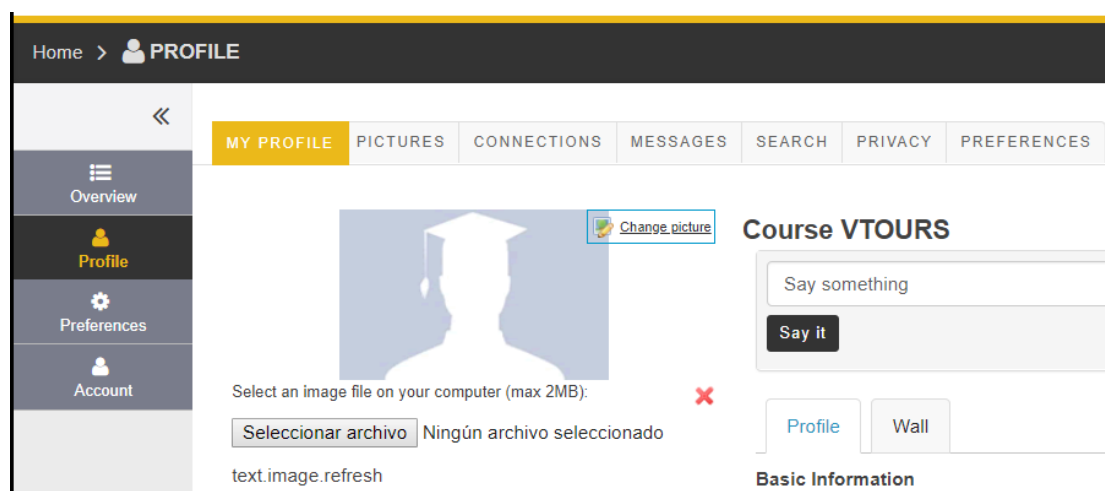 Home > PROFILE
MY PROFILE PICTURES CONNECTIONS MESSAGES SEARCH PRIVACY PREFERENCES
Overview
Profile
Preferences
Account
Change picture
Select an image file on your computer (max 2MB):
Seleccionar archivo Ningún archivo seleccionado
text.image.refresh
Course VTOURS
Say something
Say it
Profile Wall
Basic Information